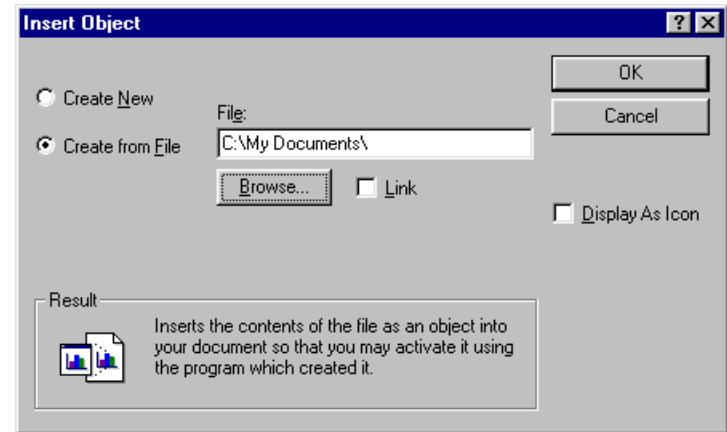 Insert Object
? X
Create New
Create from File
File:
C:\My Documents\
Browse...
Link
OK
Cancel
Display As Icon
Result
Inserts the contents of the file as an object into
your document so that you may activate it using
the program which created it.